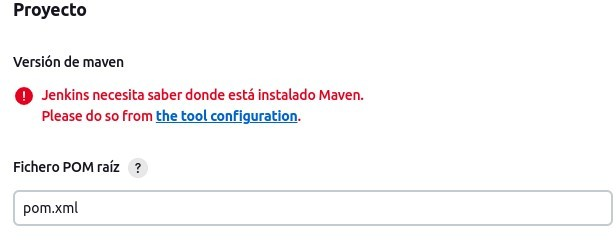 Proyecto
Versión de maven
Jenkins necesita saber donde está instalado Maven.
Please do so from the tool configuration.
Fichero POM raíz ?
pom.xml